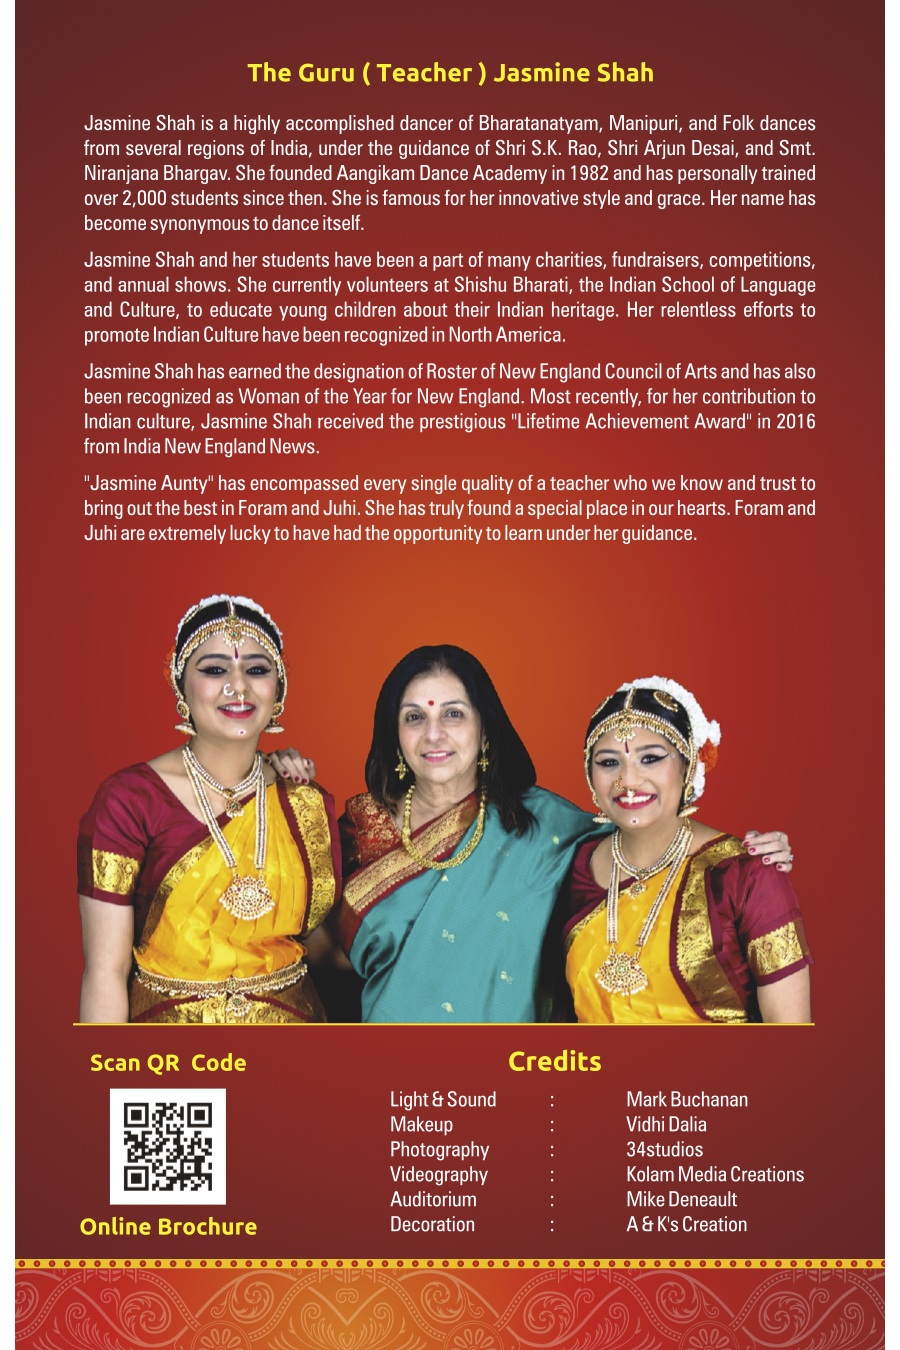 The Guru ( Teacher ) Jasmine Shah
Jasmine Shah is a highly accomplished dancer of Bharatanatyam, Manipuri, and Folk dances
from several regions of India, under the guidance of Shri S.K. Rao, Shri Arjun Desai, and Smt.
Niranjana Bhargav. She founded Aangikam Dance Academy in 1982 and has personally trained
over 2,000 students since then. She is famous for her innovative style and grace. Her name has
become synonymous to dance itself.
Jasmine Shah and her students have been a part of many charities, fundraisers, competitions,
and annual shows. She currently volunteers at Shishu Bharati, the Indian School of Language
and Culture, to educate young children about their Indian heritage. Her relentless efforts to
promote Indian Culture have been recognized in North America.
Jasmine Shah has earned the designation of Roster of New England Council of Arts and has also
been recognized as Woman of the Year for New England. Most recently, for her contribution to
Indian culture, Jasmine Shah received the prestigious "Lifetime Achievement Award" in 2016
from India New England News.
"Jasmine Aunty" has encompassed every single quality of a teacher who we know and trust to
bring out the best in Foram and Juhi. She has truly found a special place in our hearts. Foram and
Juhi are extremely lucky to have had the opportunity to learn under her guidance.
Scan QR Code
Online Brochure
Credits
Light & Sound : Mark Buchanan
Makeup : Vidhi Dalia
Photography : 34studios
Videography : Kolam Media Creations
Auditorium : Mike Deneault
Decoration : A & K's Creation